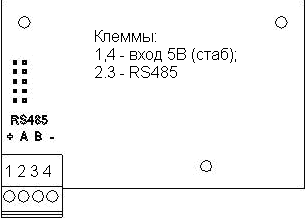 Клеммы:
1,4 - вход 5В (стаб);
2.3 - RS485
RS485
+ A B -
1 2 3 4